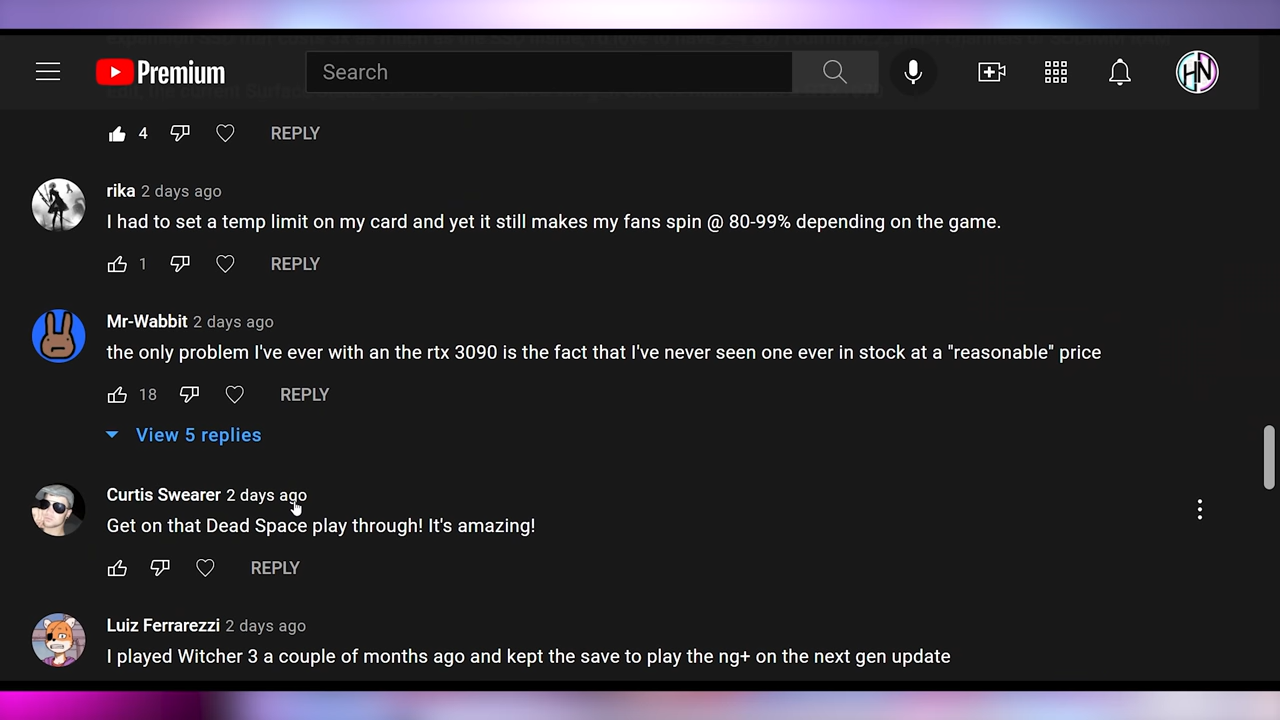 Premium
Search
HN
4
REPLY
rika 2 days ago
I had to set a temp limit on my card and yet it still makes my fans spin @ 80-99% depending on the game.
1
REPLY
Mr-Wabbit 2 days ago
the only problem I've ever with an the rtx 3090 is the fact that I've never seen one ever in stock at a "reasonable" price
18
REPLY
View 5 replies
Curtis Swearer 2 days ago
Get on that Dead Space play through! It's amazing!
REPLY
Luiz Ferrarezzi 2 days ago
I played Witcher 3 a couple of months ago and kept the save to play the ng+ on the next gen update